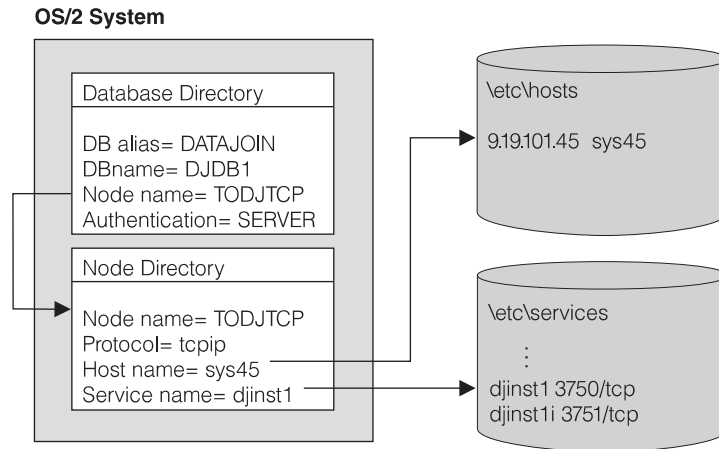 OS/2 System
Database Directory
DB alias= DATAJOIN
DBname= DJDB1
Node name= TODJTCP
Authentication= SERVER
Node Directory
Node name= TODJTCP
Protocol= tcpip
Host name= sys45
Service name= djinst1
\etc\hosts
9.19.101.45 sys45
\etc\services
⋮
djinst1 3750/tcp
djinst1i 3751/tcp